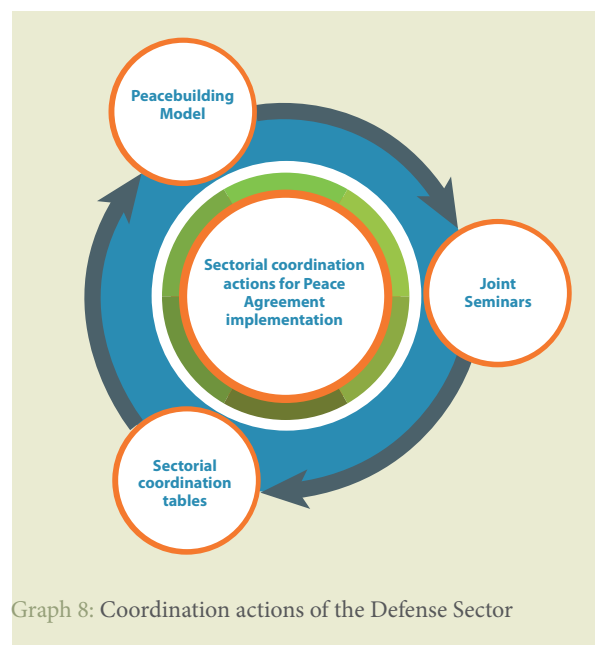 Peacebuilding
Model
Sectorial coordination
actions for Peace
Agreement
implementation
Joint
Seminars
Sectorial
coordination
tables
Graph 8: Coordination actions of the Defense Sector